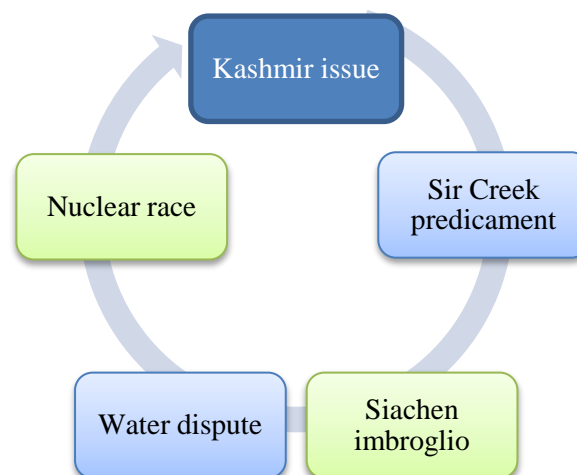 Kashmir issue
Sir Creek
predicament
Siachen
imbroglio
Water dispute
Nuclear race